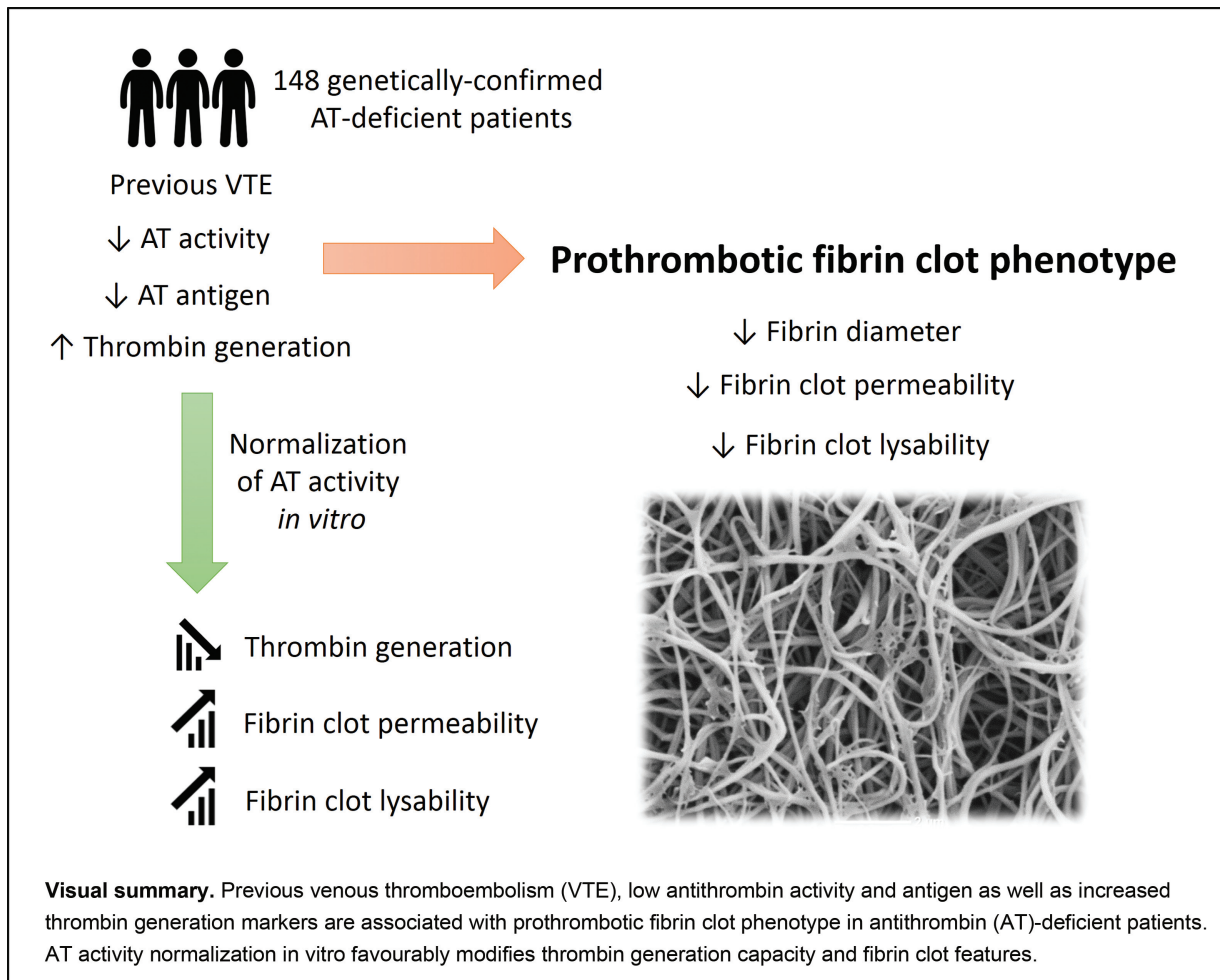 148 genetically-confirmed
AT-deficient patients
Previous VTE
↓ AT activity
↓ AT antigen
↑ Thrombin generation
Prothrombotic fibrin clot phenotype
↓ Fibrin diameter
↓ Fibrin clot permeability
↓ Fibrin clot lysability
Normalization
of AT activity
in vitro
Thrombin generation
Fibrin clot permeability
Fibrin clot lysability
Visual summary. Previous venous thromboembolism (VTE), low antithrombin activity and antigen as well as increased
thrombin generation markers are associated with prothrombotic fibrin clot phenotype in antithrombin (AT)-deficient patients.
AT activity normalization in vitro favourably modifies thrombin generation capacity and fibrin clot features.